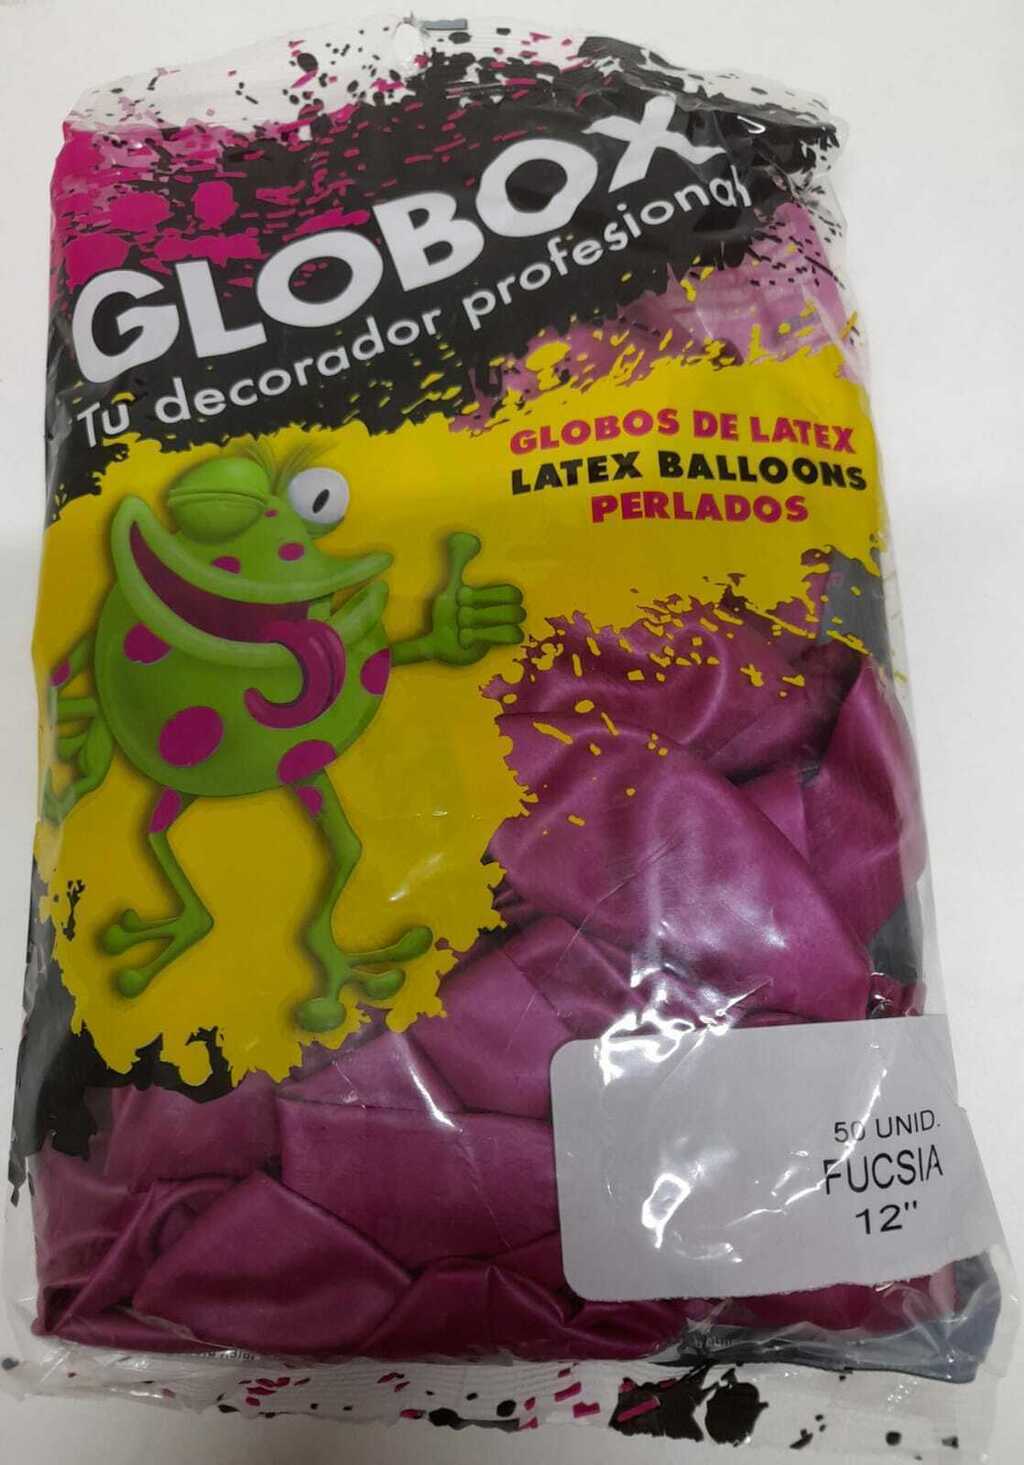 GLOBOX
Tu decorador profesional
GLOBOS DE LATEX
LATEX BALLOONS
PERLADOS
50 UNID.
FUCSIA
12"